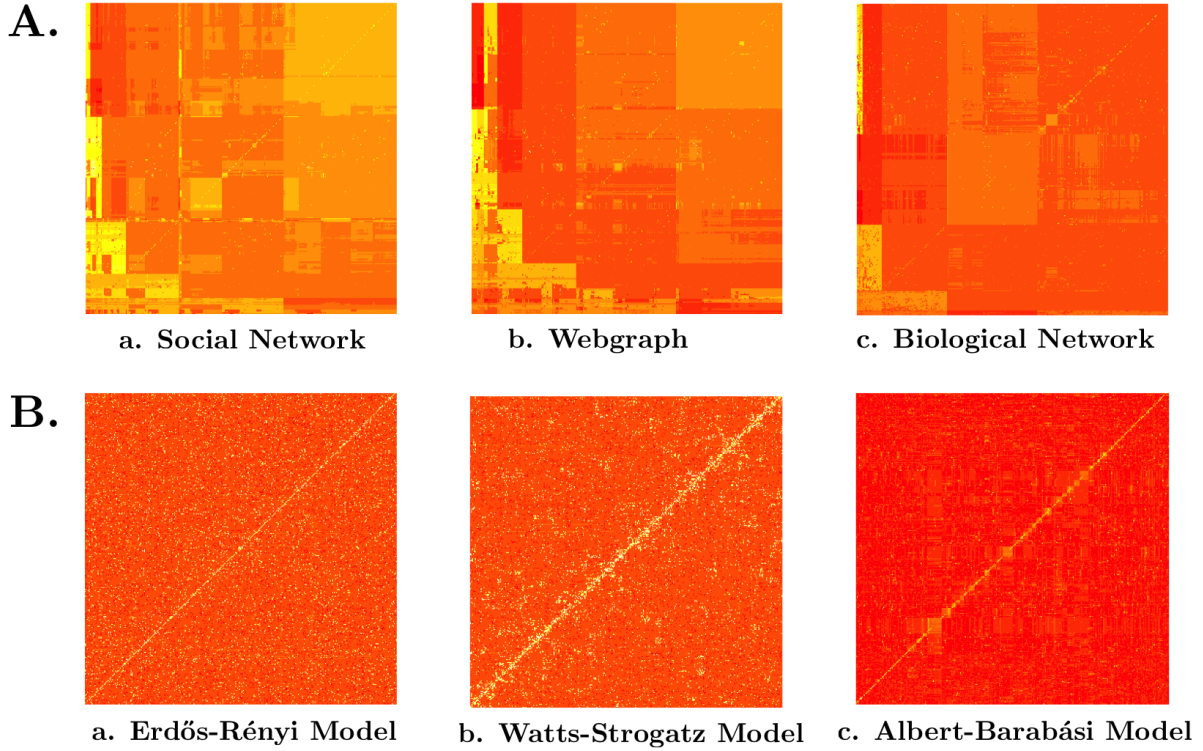 A.
a. Social Network
b. Webgraph
c. Biological Network
B.
a. Erdős-Rényi Model
b. Watts-Strogatz Model
c. Albert-Barabási Model